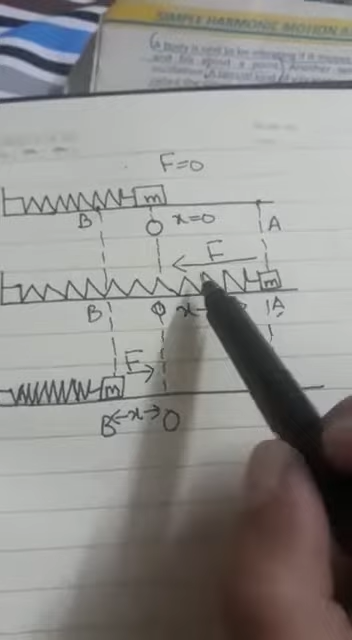 SIMPLE HARMONIC MOTION A
F=0
m
B O x=0 A
F
m
B O x A
F
m
B x O